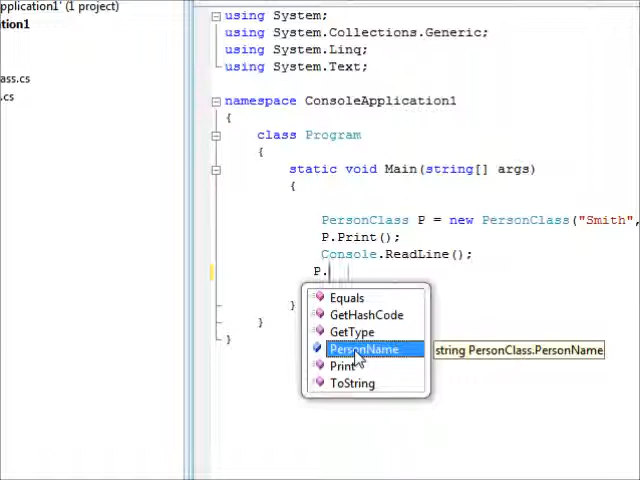 pplication1' (1 project)
tion1
ass.cs
.cs
using System;
using System.Collections.Generic;
using System.Linq;
using System.Text;
namespace ConsoleApplication1
{
class Program
{
static void Main(string[] args)
{
PersonClass P = new PersonClass("Smith",
P.Print();
Console.ReadLine();
P.
Equals
GetHashCode
GetType
PersonName
string PersonClass.PersonName
Print
ToString
}
}
}